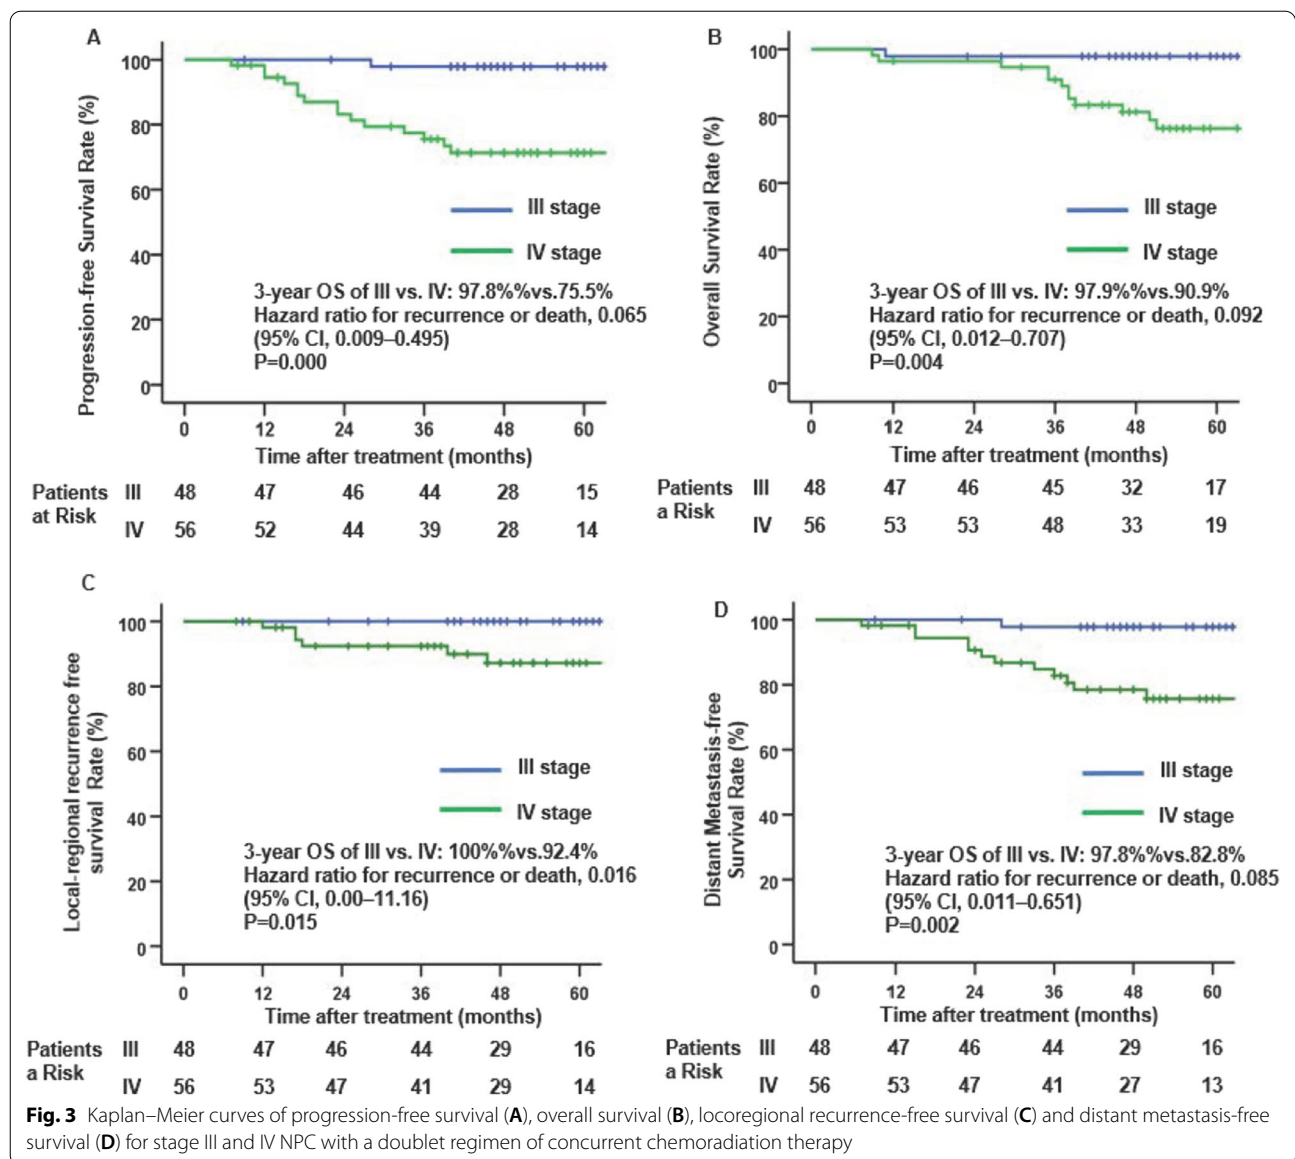 A
Progression-free Survival Rate (%)
100
80
60
40
20
0
III stage
IV stage
3-year OS of III vs. IV: 97.8%%vs.75.5%
Hazard ratio for recurrence or death, 0.065
(95% CI, 0.009–0.495)
P=0.000
0 12 24 36 48 60
Time after treatment (months)
Patients III 48 47 46 44 28 15
at Risk
IV 56 52 44 39 28 14
B
Overall Survival Rate (%)
100
80
60
40
20
0
III stage
IV stage
3-year OS of III vs. IV: 97.9%%vs.90.9%
Hazard ratio for recurrence or death, 0.092
(95% CI, 0.012–0.707)
P=0.004
0 12 24 36 48 60
Time after treatment (months)
Patients III 48 47 46 45 32 17
a Risk
IV 56 53 53 48 33 19
C
Local-regional recurrence free
survival Rate (%)
100
80
60
40
20
0
III stage
IV stage
3-year OS of III vs. IV: 100%%vs.92.4%
Hazard ratio for recurrence or death, 0.016
(95% CI, 0.00–11.16)
P=0.015
0 12 24 36 48 60
Time after treatment (months)
Patients III 48 47 46 44 29 16
a Risk
IV 56 53 47 41 29 14
D
Distant Metastasis-free
Survival Rate (%)
100
80
60
40
20
0
III stage
IV stage
3-year OS of III vs. IV: 97.8%%vs.82.8%
Hazard ratio for recurrence or death, 0.085
(95% CI, 0.011–0.651)
P=0.002
0 12 24 36 48 60
Time after treatment (months)
Patients III 48 47 46 44 29 16
a Risk
IV 56 53 47 41 27 13
Fig. 3 Kaplan–Meier curves of progression-free survival (A), overall survival (B), locoregional recurrence-free survival (C) and distant metastasis-free
survival (D) for stage III and IV NPC with a doublet regimen of concurrent chemoradiation therapy